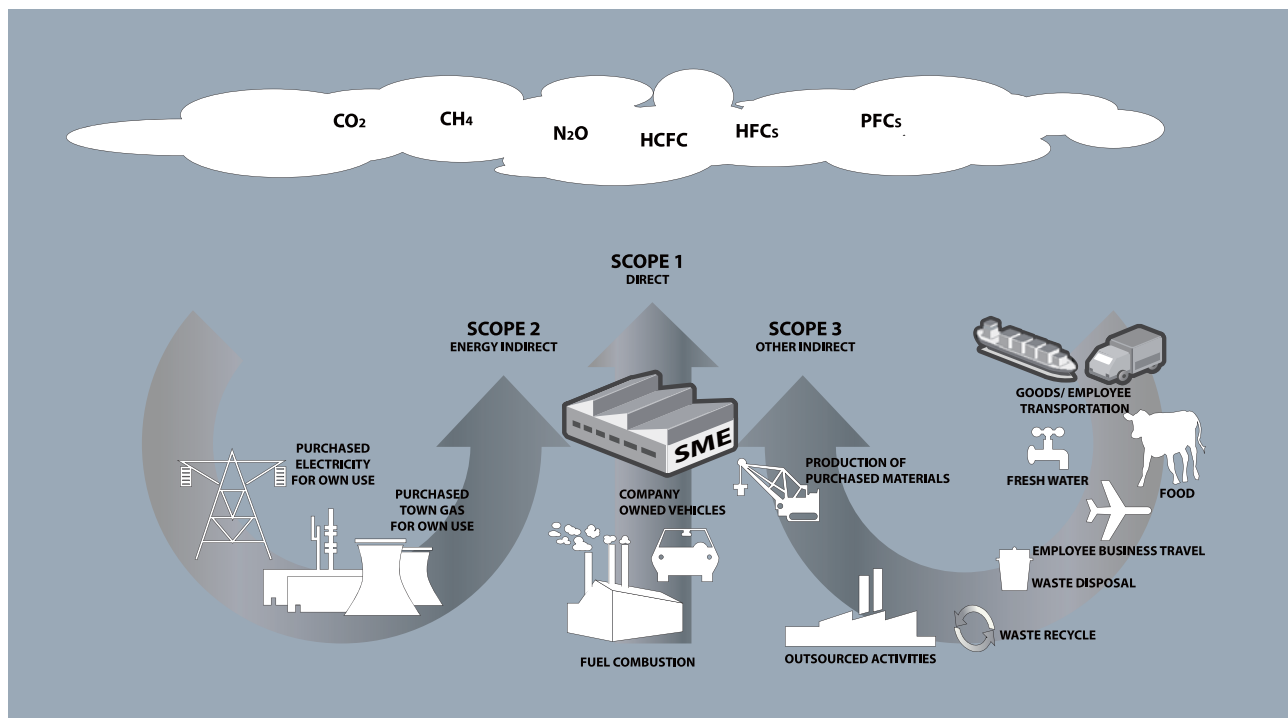 CO₂
CH₄
N₂O
HCFC
HFCs
PFCs
SCOPE 1
DIRECT
SCOPE 2
ENERGY INDIRECT
SCOPE 3
OTHER INDIRECT
GOODS/ EMPLOYEE
TRANSPORTATION
SME
PURCHASED
ELECTRICITY
FOR OWN USE
PURCHASED
TOWN GAS
FOR OWN USE
COMPANY
OWNED VEHICLES
PRODUCTION OF
PURCHASED MATERIALS
FRESH WATER
FOOD
EMPLOYEE BUSINESS TRAVEL
WASTE DISPOSAL
WASTE RECYCLE
FUEL COMBUSTION
OUTSOURCED ACTIVITIES